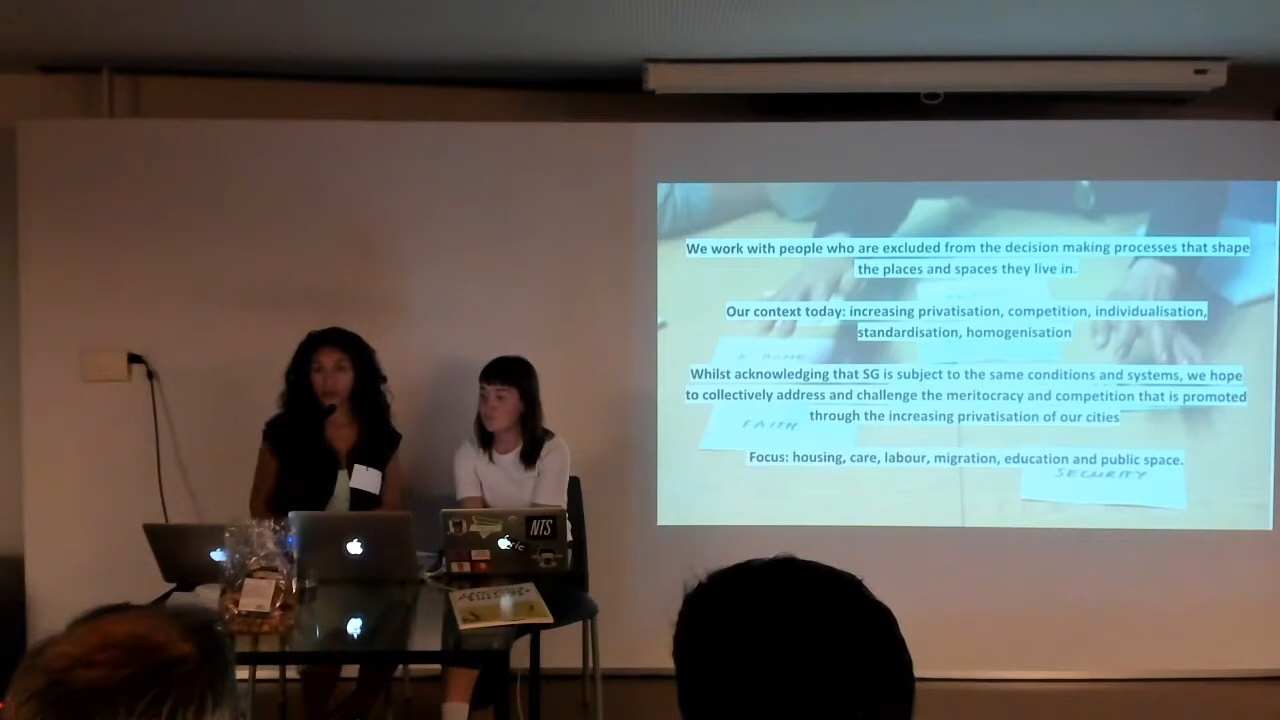 We work with people who are excluded from the decision making processes that shape
the places and spaces they live in.
Our context today: increasing privatisation, competition, individualisation,
standardisation, homogenisation
Whilst acknowledging that SG is subject to the same conditions and systems, we hope
to collectively address and challenge the meritocracy and competition that is promoted
through the increasing privatisation of our cities
FAITH
Focus: housing, care, labour, migration, education and public space.
SECURITY
NTS